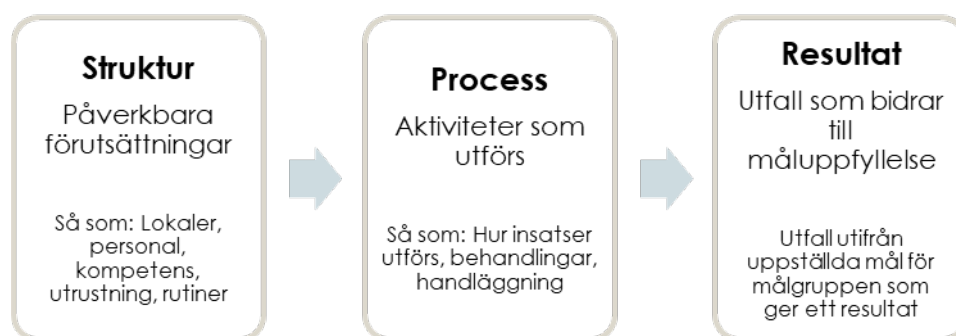 Struktur
Påverkbara
förutsättningar
Så som: Lokaler,
personal,
kompetens,
utrustning, rutiner
Process
Aktiviteter som
utförs
Så som: Hur insatser
utförs, behandlingar,
handläggning
Resultat
Utfall som bidrar
till
måluppfyllelse
Utfall utifrån
uppställda mål för
målgruppen som
ger ett resultat